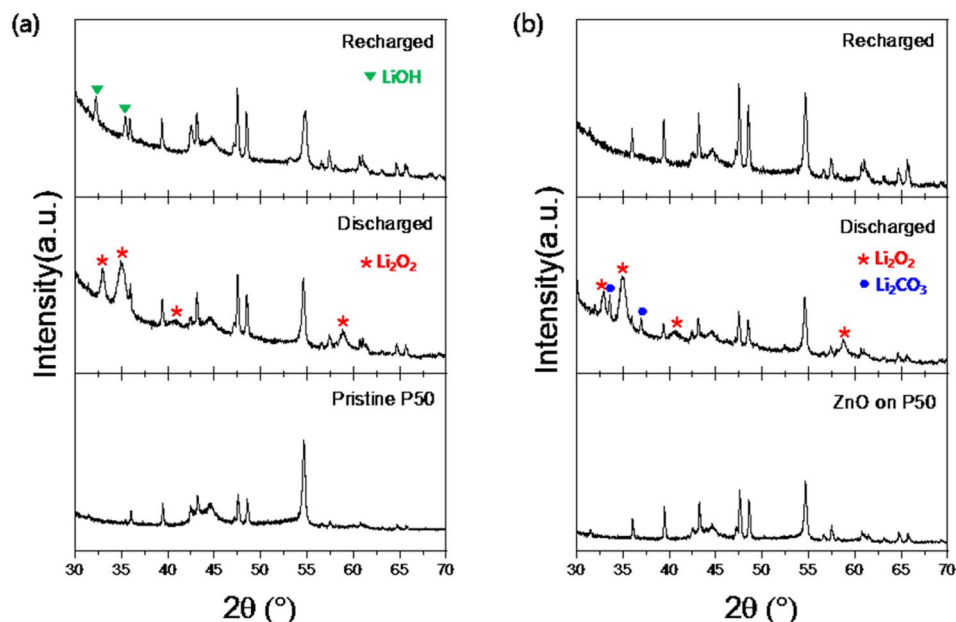 (a)
Recharged
LiOH
Discharged
Li₂O₂
Pristine P50
Intensity(a.u.)
30 35 40 45 50 55 60 65 70
2θ (°)
(b)
Recharged
Discharged
Li₂O₂
Li₂CO₃
ZnO on P50
Intensity(a.u.)
30 35 40 45 50 55 60 65 70
2θ (°)